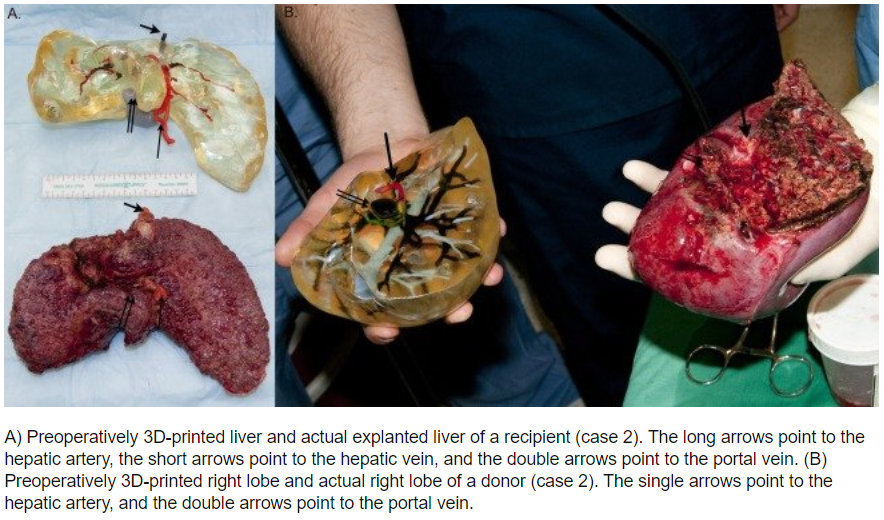 A.
B.
A) Preoperatively 3D-printed liver and actual explanted liver of a recipient (case 2). The long arrows point to the
hepatic artery, the short arrows point to the hepatic vein, and the double arrows point to the portal vein. (B)
Preoperatively 3D-printed right lobe and actual right lobe of a donor (case 2). The single arrows point to the
hepatic artery, and the double arrows point to the portal vein.